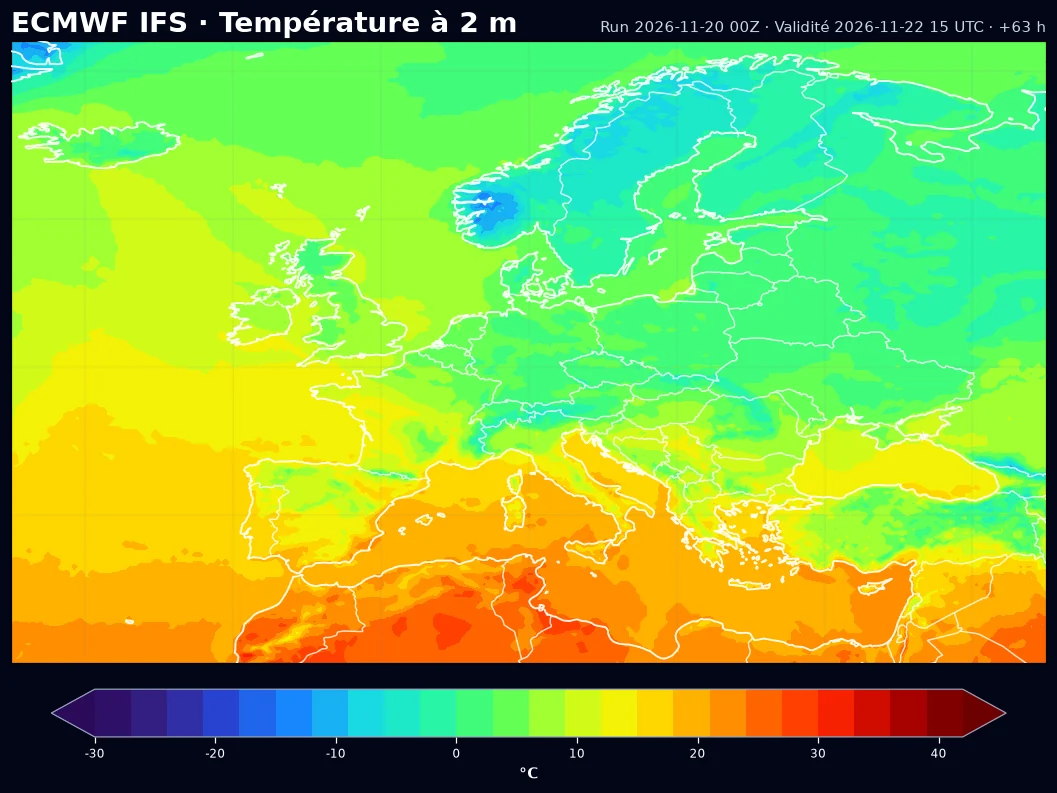 ECMWF IFS · Température à 2 m
Run 2026-11-20 00Z · Validité 2026-11-22 15 UTC · +63 h
-30 -20 -10 0 10 20 30 40
°C